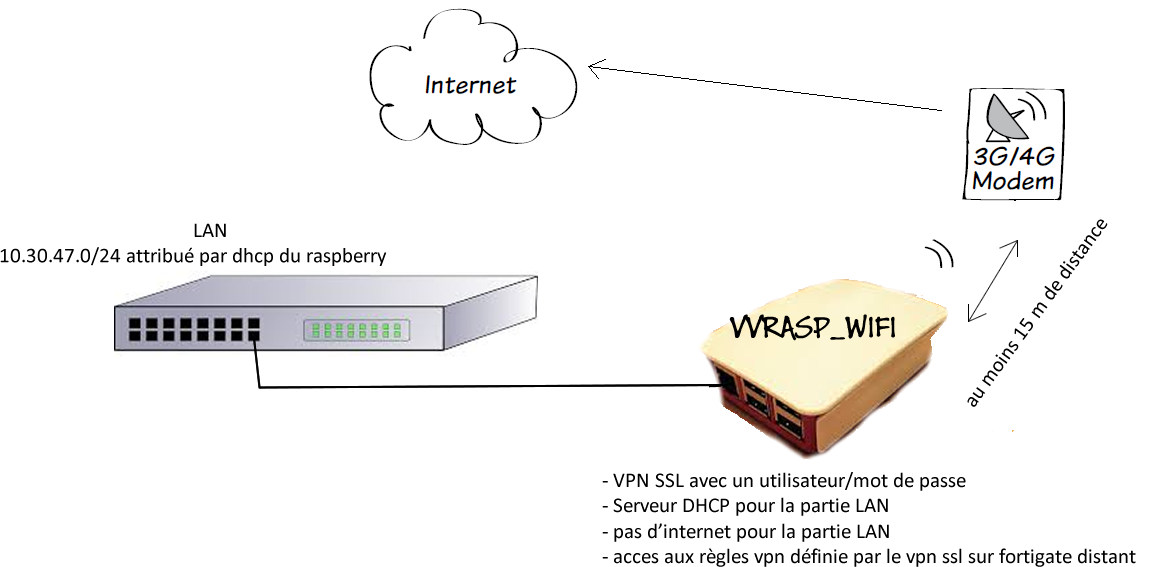 Internet
3G/4G
Modem
LAN
10.30.47.0/24 attribué par dhcp du raspberry
WRASP_WIFI
au moins 15 m de distance
- VPN SSL avec un utilisateur/mot de passe
- Serveur DHCP pour la partie LAN
- pas d’internet pour la partie LAN
- acces aux règles vpn définie par le vpn ssl sur fortigate distant